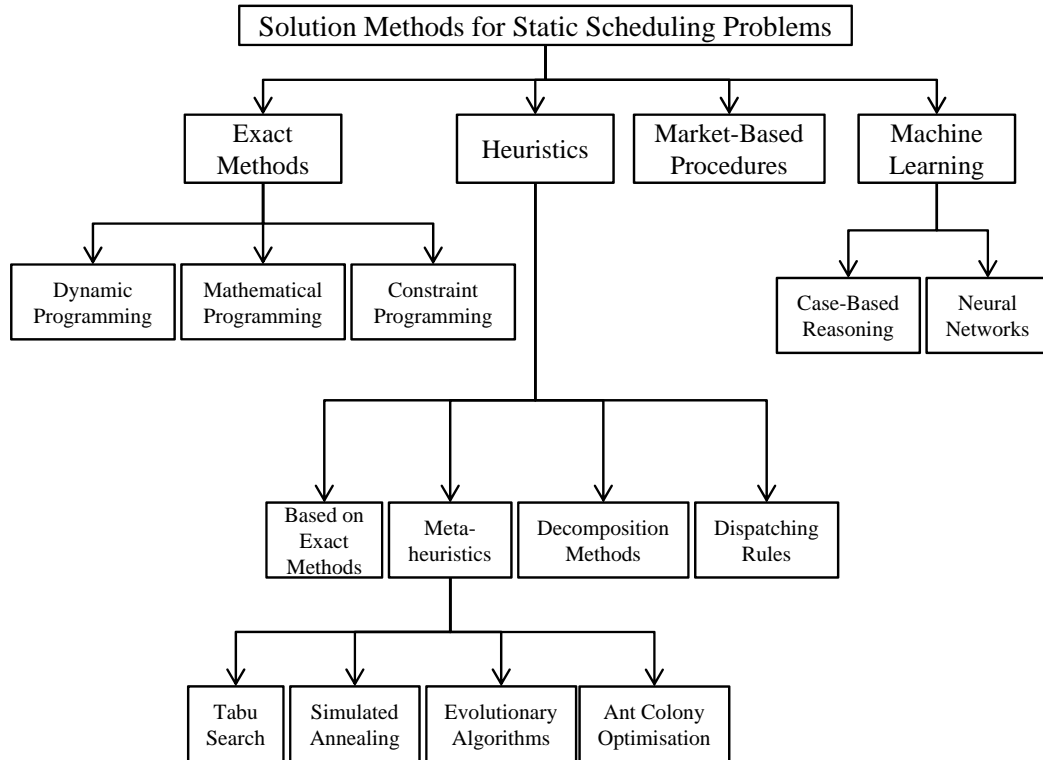 Solution Methods for Static Scheduling Problems
Exact
Methods
Heuristics
Market-Based
Procedures
Machine
Learning
Dynamic
Programming
Mathematical
Programming
Constraint
Programming
Case-Based
Reasoning
Neural
Networks
Based on
Exact
Methods
Meta-
heuristics
Decomposition
Methods
Dispatching
Rules
Tabu
Search
Simulated
Annealing
Evolutionary
Algorithms
Ant Colony
Optimisation